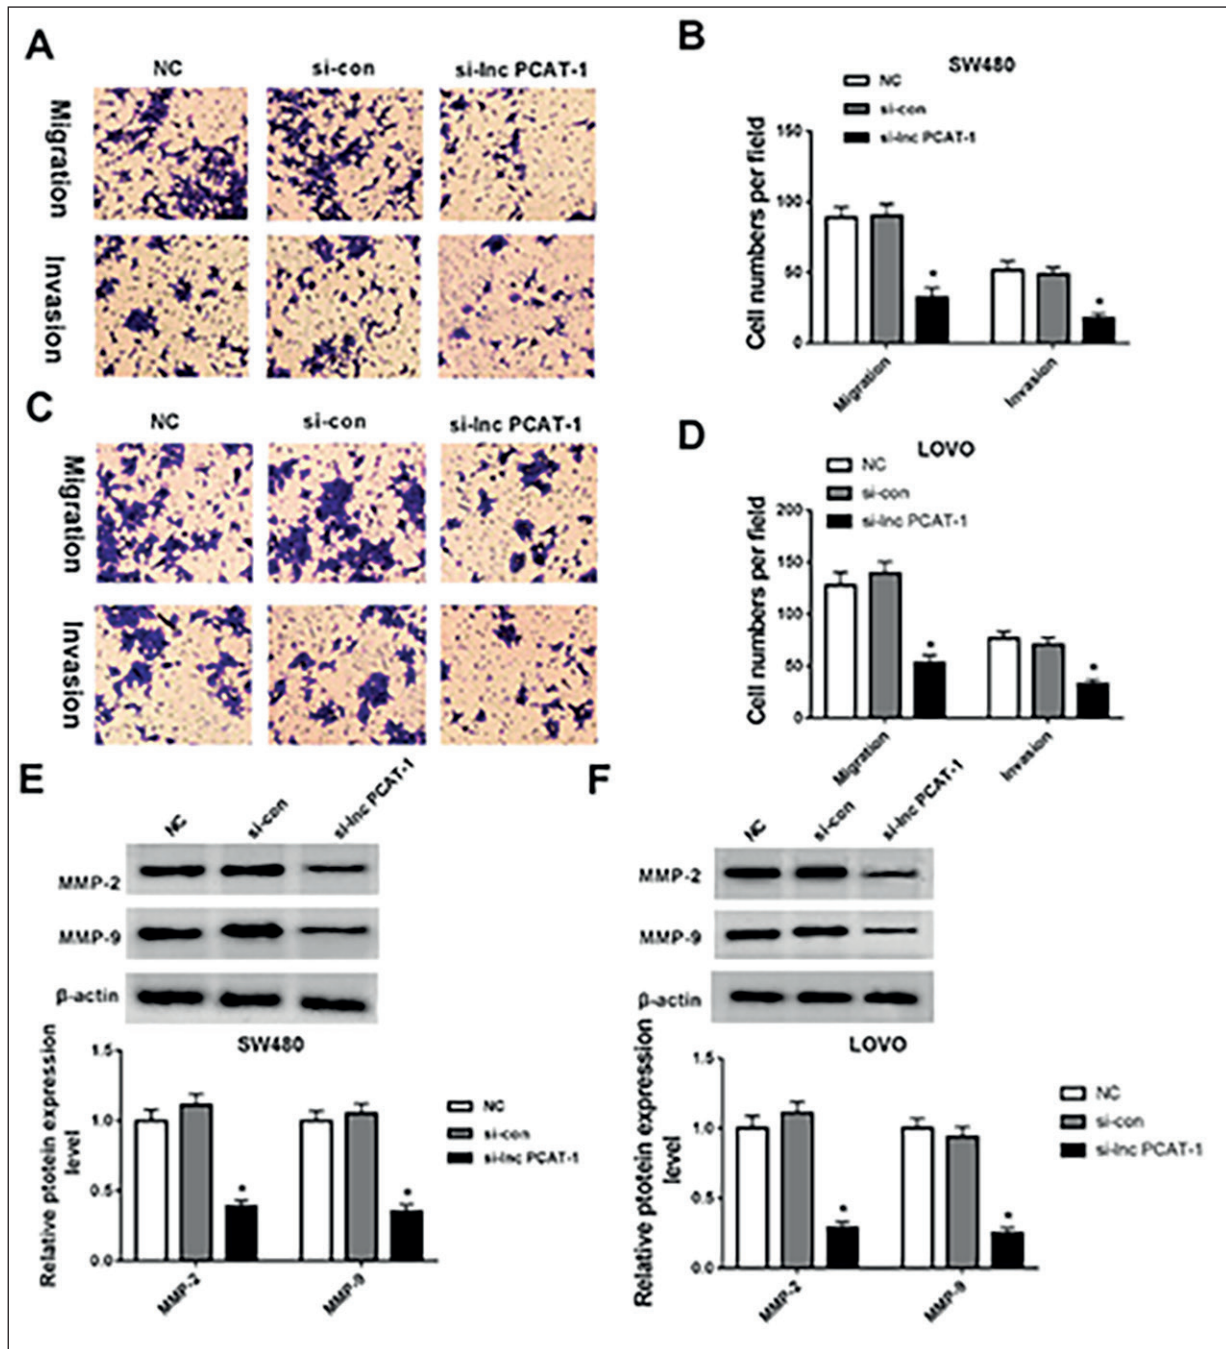 A
NC
si-con
si-lnc PCAT-1
Migration
Invasion
B
SW480
NC
si-con
si-lnc PCAT-1
Cell numbers per field
150
100
50
0
Migration
Invasion
C
NC
si-con
si-lnc PCAT-1
Migration
Invasion
D
LOVO
NC
si-con
si-lnc PCAT-1
Cell numbers per field
200
150
100
50
0
Migration
Invasion
E
NC
si-con
si-lnc PCAT-1
MMP-2
MMP-9
β-actin
SW480
Relative ptotein expression
level
1.5
1.0
0.5
0.0
NC
si-con
si-lnc PCAT-1
MMP-2
MMP-9
F
NC
si-con
si-lnc PCAT-1
MMP-2
MMP-9
β-actin
LOVO
Relative ptotein expression
level
1.5
1.0
0.5
0.0
NC
si-con
si-lnc PCAT-1
MMP-2
MMP-9